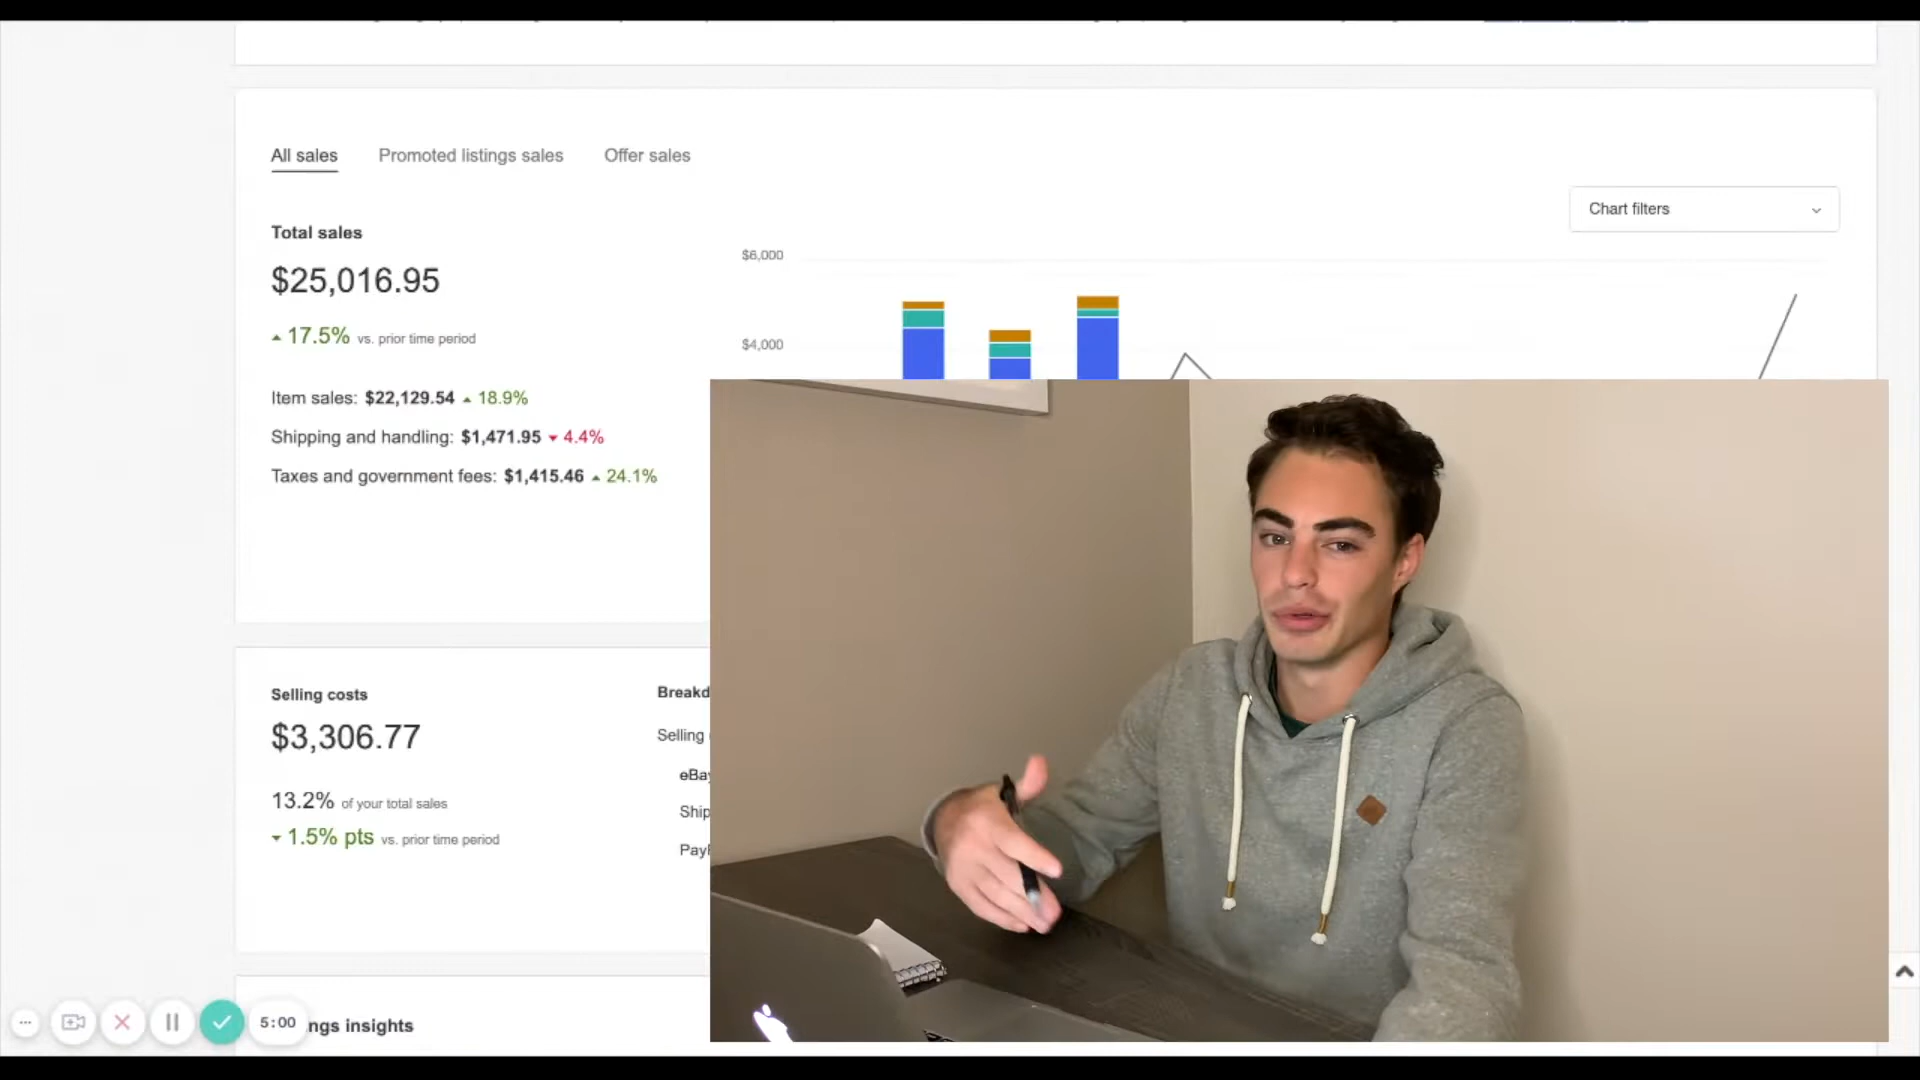 All sales Promoted listings sales Offer sales
Chart filters
Total sales
$25,016.95
17.5% vs. prior time period
Item sales: $22,129.54 18.9%
Shipping and handling: $1,471.95 4.4%
Taxes and government fees: $1,415.46 24.1%
$6,000
$4,000
Selling costs
$3,306.77
13.2% of your total sales
1.5% pts vs. prior time period
Breakd
Selling
eBay
Ship
Pay
5:00
ngs insights